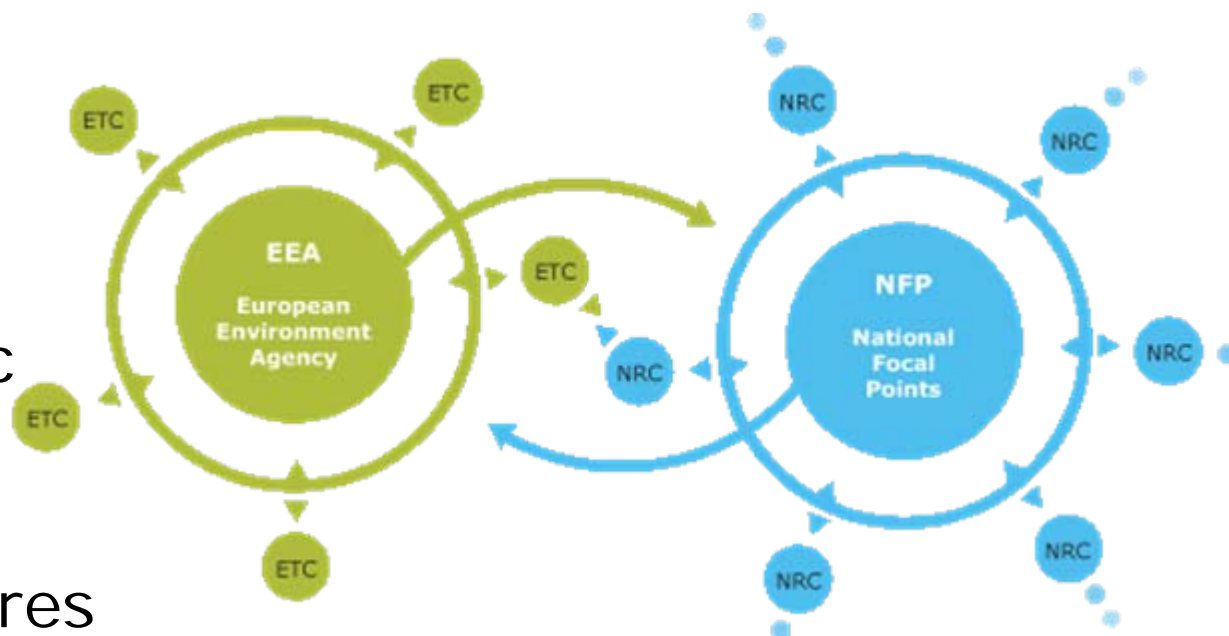 ETC
ETC
NRC
NRC
EEA
European
Environment
Agency
ETC
NFP
National
Focal
Points
NRC
NRC
c
ETC
ETC
NRC
NRC
res